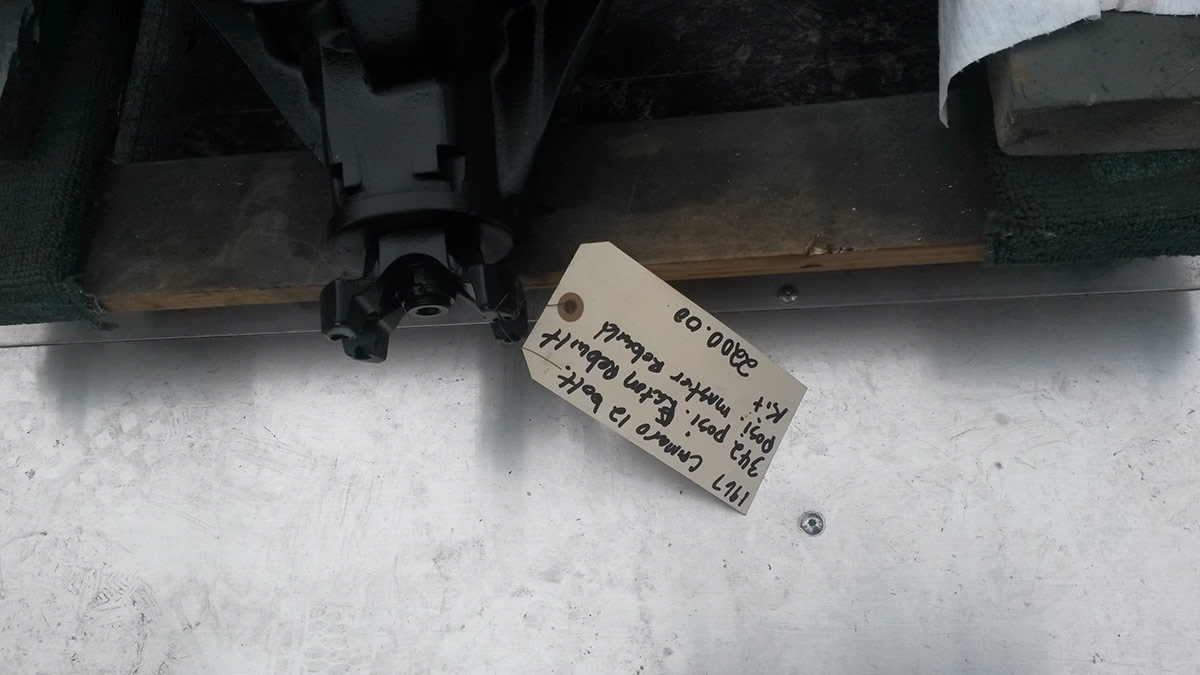 1967 Camaro 12 bolt.
342 posi. Eaton Rebuilt
posi. master Rebuild
Kit
2200.00